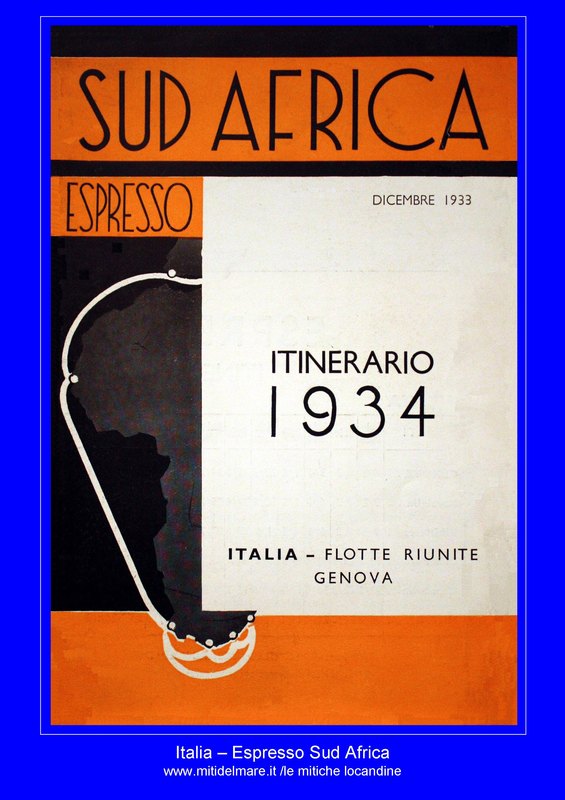 SUD AFRICA
ESPRESSO
DICEMBRE 1933
ITINERARIO
1934
ITALIA – FLOTTE RIUNITE
GENOVA
Italia – Espresso Sud Africa
www.mitidelmare.it /le mitiche locandine